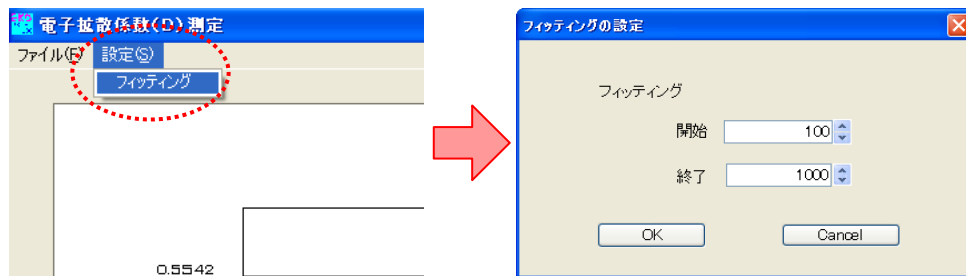 電子拡散係数(D)測定
ファイル(F) 設定(S)
フィッティング
0.5542
フィッティングの設定
フィッティング
開始 100
終了 1000
OK Cancel